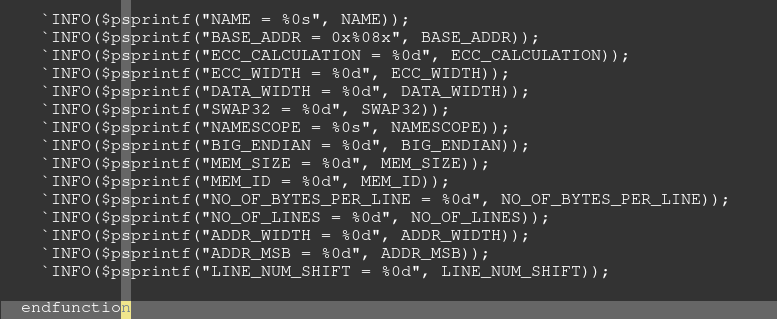 `INFO($psprintf("NAME = %0s", NAME));
`INFO($psprintf("BASE_ADDR = 0x%08x", BASE_ADDR));
`INFO($psprintf("ECC_CALCULATION = %0d", ECC_CALCULATION));
`INFO($psprintf("ECC_WIDTH = %0d", ECC_WIDTH));
`INFO($psprintf("DATA_WIDTH = %0d", DATA_WIDTH));
`INFO($psprintf("SWAP32 = %0d", SWAP32));
`INFO($psprintf("NAMESCOPE = %0s", NAMESCOPE));
`INFO($psprintf("BIG_ENDIAN = %0d", BIG_ENDIAN));
`INFO($psprintf("MEM_SIZE = %0d", MEM_SIZE));
`INFO($psprintf("MEM_ID = %0d", MEM_ID));
`INFO($psprintf("NO_OF_BYTES_PER_LINE = %0d", NO_OF_BYTES_PER_LINE));
`INFO($psprintf("NO_OF_LINES = %0d", NO_OF_LINES));
`INFO($psprintf("ADDR_WIDTH = %0d", ADDR_WIDTH));
`INFO($psprintf("ADDR_MSB = %0d", ADDR_MSB));
`INFO($psprintf("LINE_NUM_SHIFT = %0d", LINE_NUM_SHIFT));
endfunction